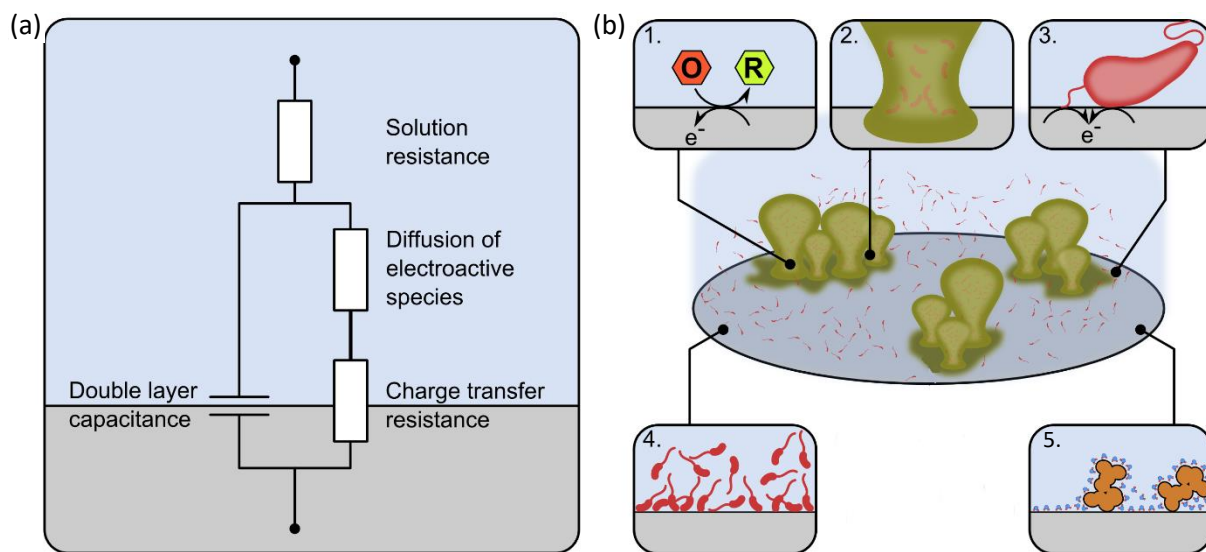 (a)
Solution
resistance
Diffusion of
electroactive
species
Double layer
capacitance
Charge transfer
resistance
(b)
1.
O
R
e-
2.
3.
e-
4.
5.